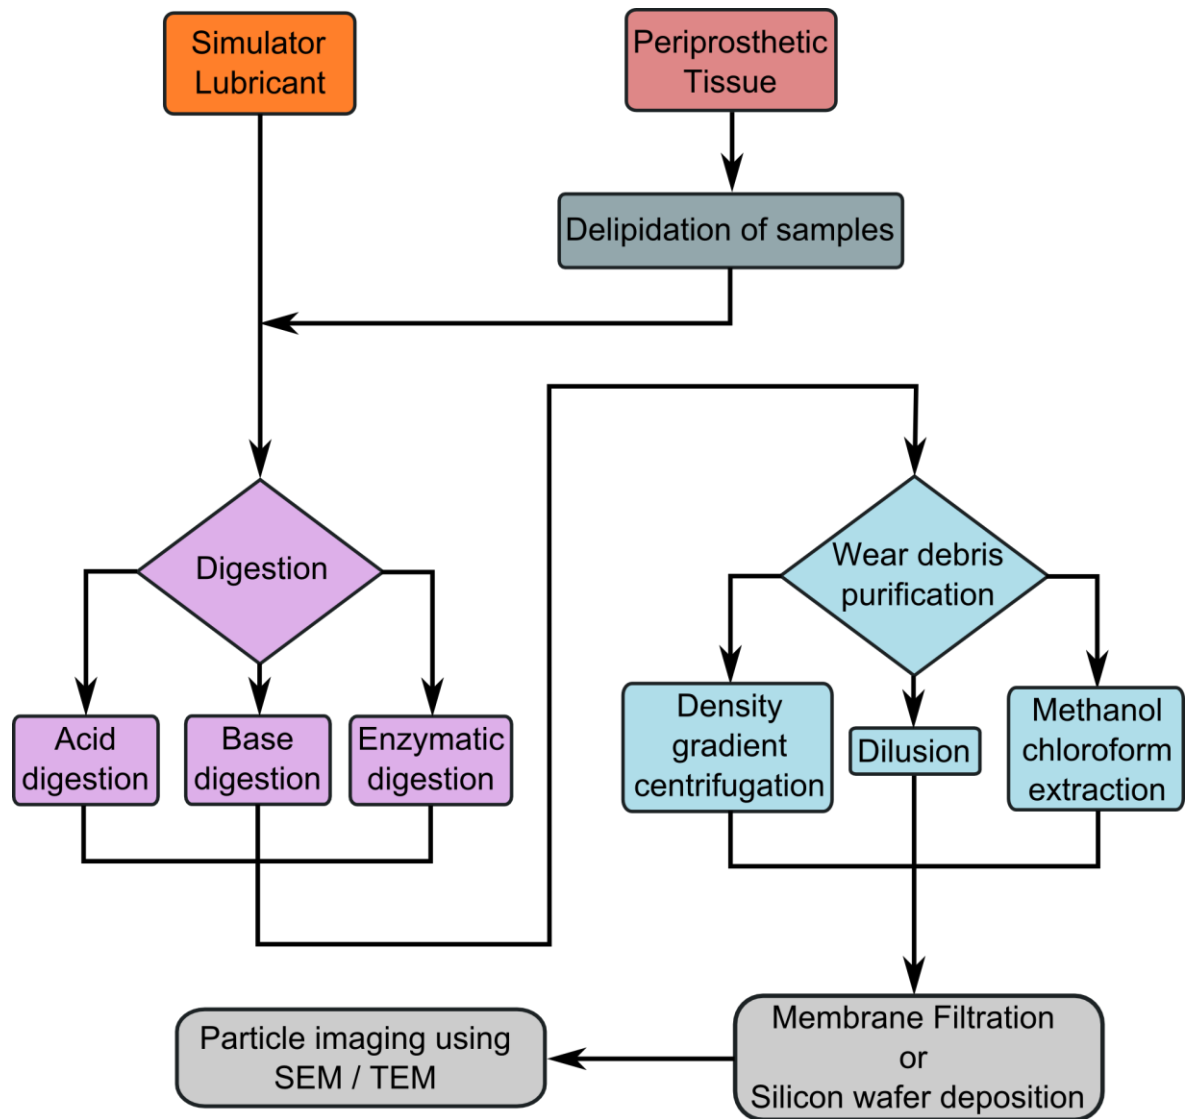 Simulator
Lubricant
Periprosthetic
Tissue
Delipidation of samples
Digestion
Wear debris
purification
Acid
digestion
Base
digestion
Enzymatic
digestion
Density
gradient
centrifugation
Dilusion
Methanol
chloroform
extraction
Membrane Filtration
or
Silicon wafer deposition
Particle imaging using
SEM / TEM